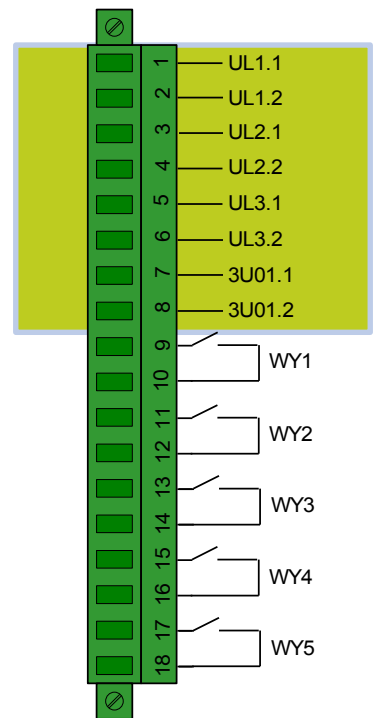 1 UL1.1
2 UL1.2
3 UL2.1
4 UL2.2
5 UL3.1
6 UL3.2
7 3U01.1
8 3U01.2
9
WY1
10
11
WY2
12
13
WY3
14
15
WY4
16
17
WY5
18